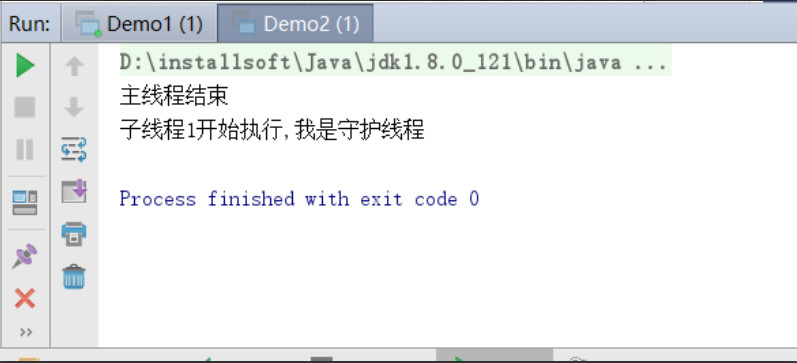 Run: Demo1 (1) Demo2 (1)
D:\installsoft\Java\jdk1.8.0_121\bin\java ...
主线程结束
子线程1开始执行,我是守护线程
Process finished with exit code 0